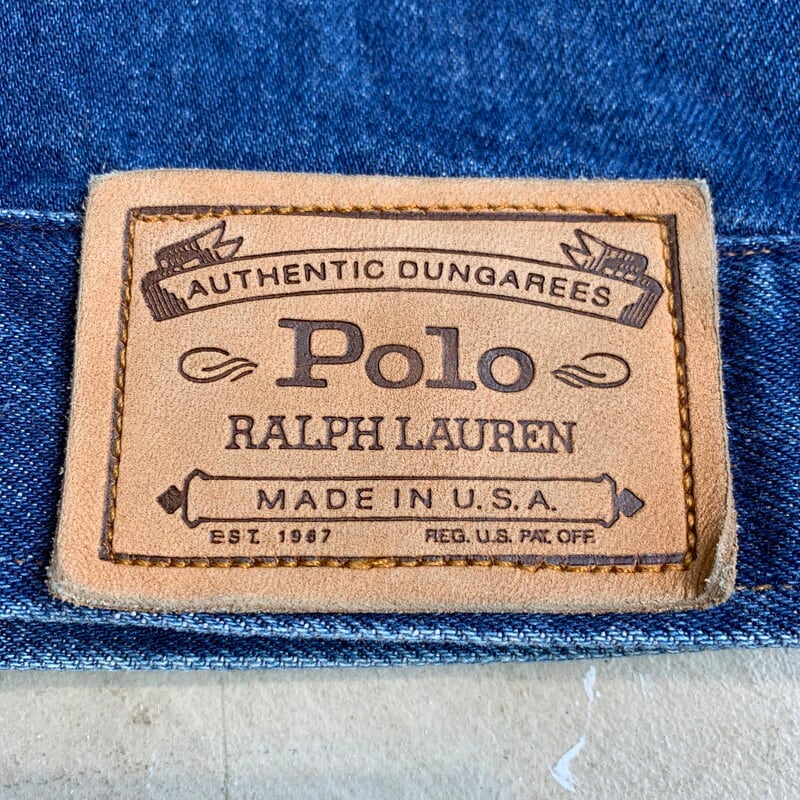 AUTHENTIC DUNGAREES
Polo
RALPH LAUREN
MADE IN U.S.A.
EST. 1967 REG. U.S. PAT. OFF.